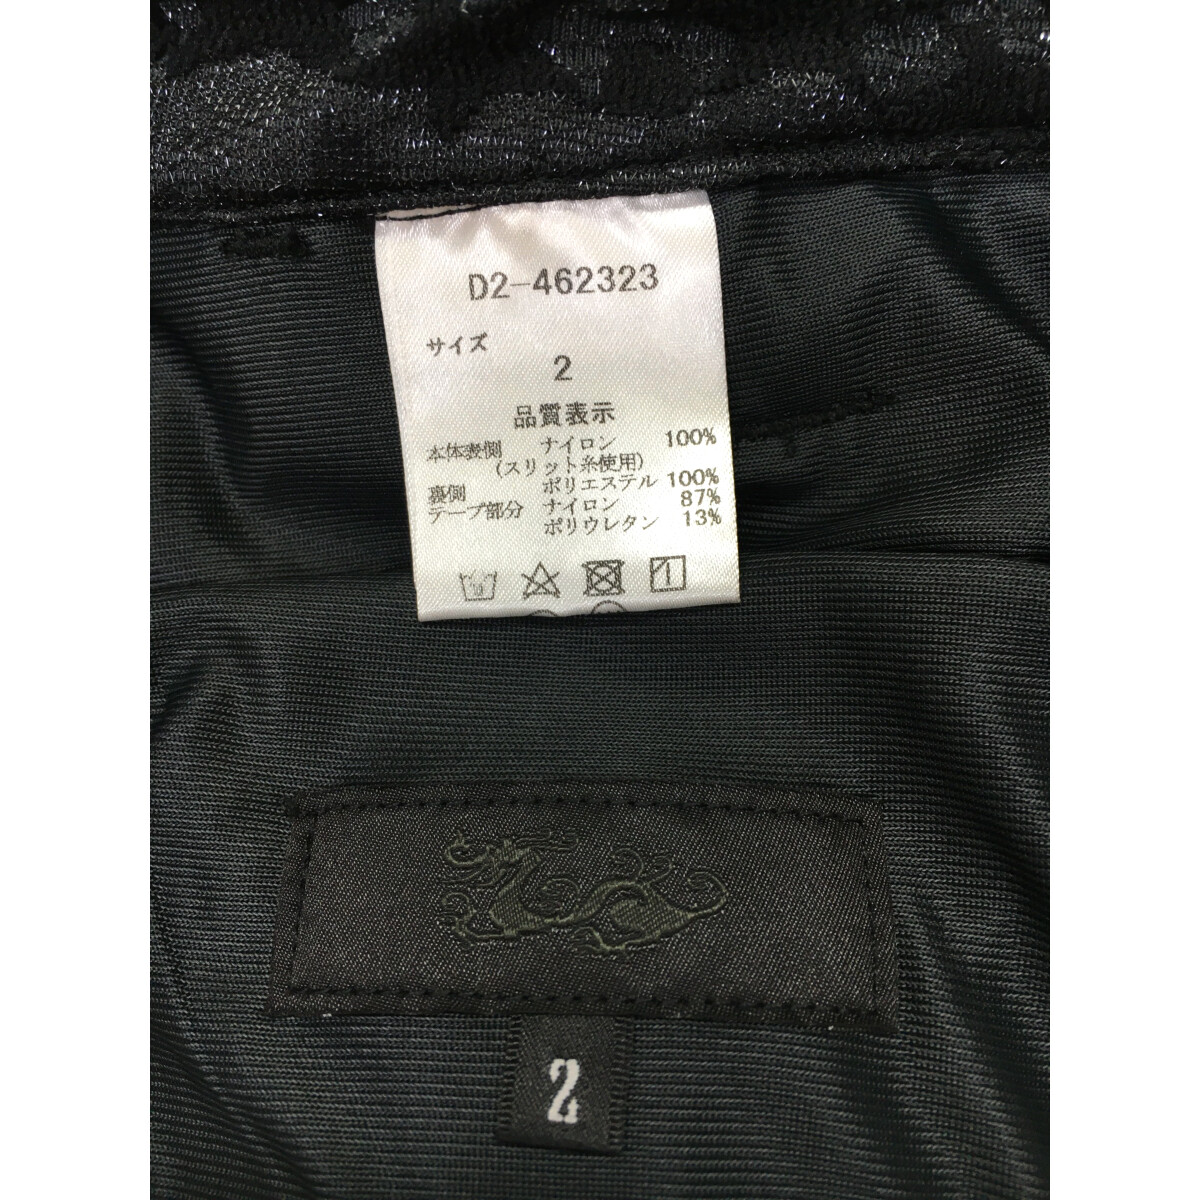 D2-462323
サイズ
2
品質表示
本体表側 ナイロン 100%
(スリット糸使用)
裏側 ポリエステル 100%
テープ部分 ナイロン 87%
ポリウレタン 13%
2